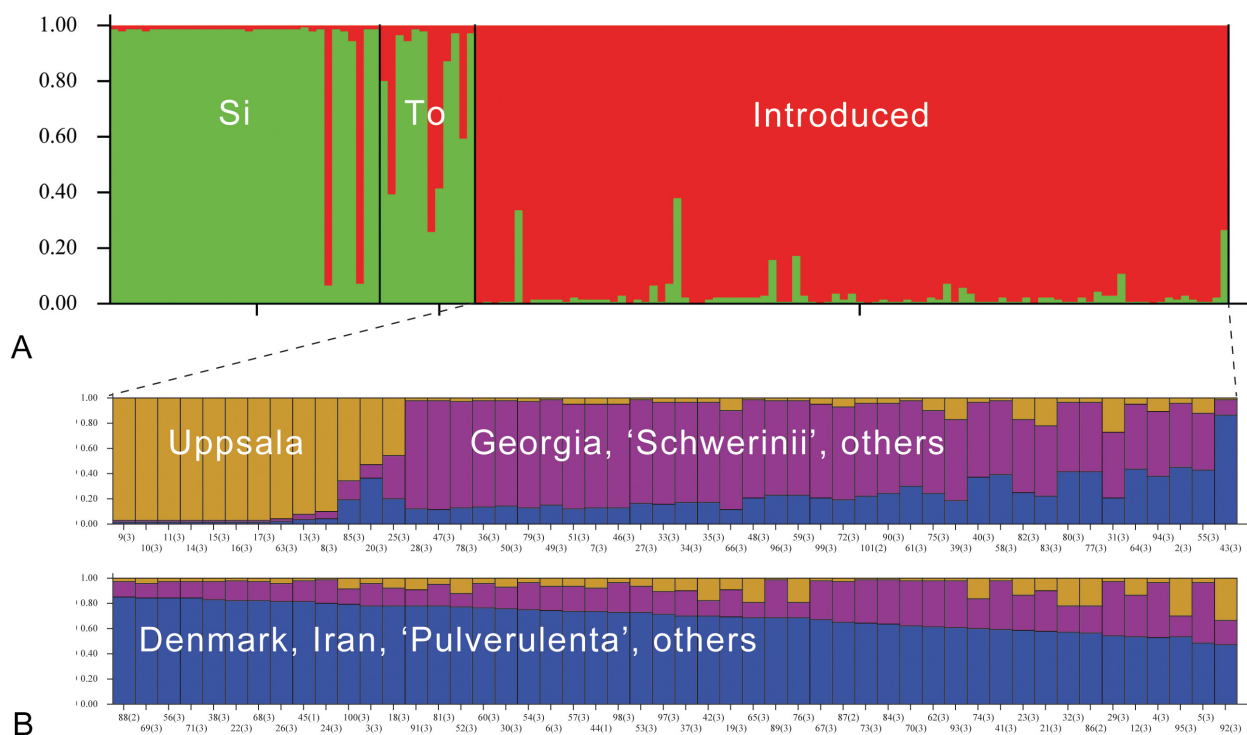 1.00
0.80
0.60
0.40
0.20
0.00
Si To Introduced
A
1.00
0.80
0.60
0.40
0.20
0.00
Uppsala Georgia, ‘Schwerinii’, others
9(3) 11(3) 15(3) 17(3) 13(3) 85(3) 25(3) 47(3) 36(3) 79(3) 51(3) 46(3) 33(3) 35(3) 48(3) 59(3) 72(3) 90(3) 75(3) 40(3) 82(3) 80(3) 31(3) 94(3) 55(3)
10(3) 14(3) 16(3) 63(3) 8(3) 20(3) 28(3) 78(3) 50(3) 49(3) 7(3) 27(3) 34(3) 66(3) 96(3) 99(3) 101(2) 61(3) 39(3) 58(3) 83(3) 77(3) 64(3) 2(3) 43(3)
1.00
0.80
0.60
0.40
0.20
0.00
Denmark, Iran, ‘Pulverulenta’, others
88(2) 56(3) 38(3) 68(3) 45(1) 100(3) 18(3) 81(3) 60(3) 54(3) 57(3) 98(3) 97(3) 42(3) 65(3) 76(3) 87(2) 84(3) 62(3) 74(3) 23(3) 32(3) 29(2) 4(3) 5(3)
69(3) 71(3) 22(3) 26(3) 24(3) 3(3) 91(3) 52(3) 30(3) 6(3) 44(1) 53(3) 37(3) 19(3) 89(3) 67(3) 73(3) 70(3) 93(3) 41(3) 21(3) 86(2) 12(3) 95(3) 92(3)
B